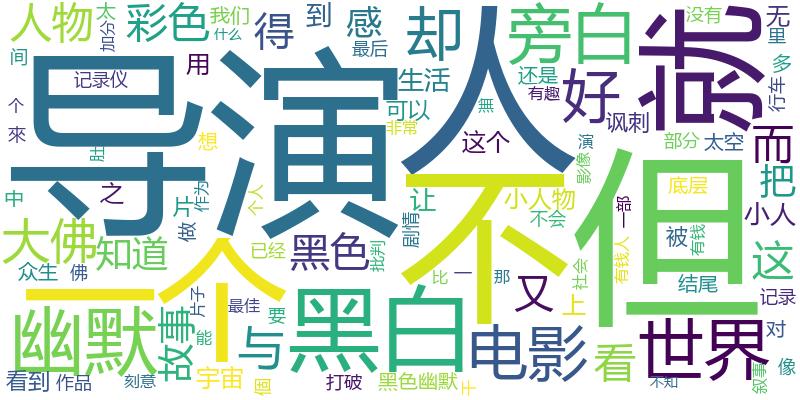 人物
太
加分
彩色
我们
什么
得
到
感
最后
却
人
旁白
没有
无
里
就
间
记录仪
用
导演
生活
可以
还是
有趣
好
讽刺
多
行车
个
來
肚
想
非常
無
这个
演
影像
部分
太空
而
中
之
片
作为
个人
让
剧情
不
小人物
不会
但
一部
底层
把
小人
大佛
知道
做
已经
黑色
批判
众生
佛
一个
片子
最佳
比
一
那
又
社会
上
有钱人
被
有钱
结尾
这
记录
幽默
故事
能
与
要
黑白
电影
看
世界
对
看到
作品
刻意
宇宙
個
打破
黑色幽默
于
不知
叙事
像